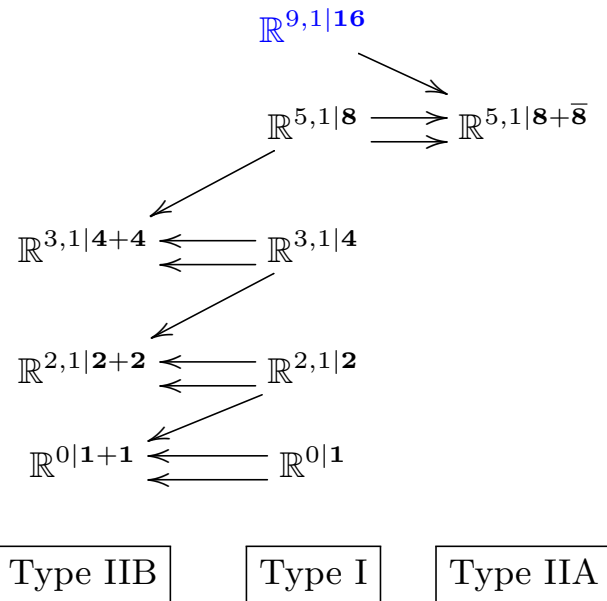 ℝ^{9,1|𝟏𝟔}
ℝ^{5,1|𝟖} ℝ^{5,1|𝟖+𝟖̅}
ℝ^{3,1|𝟒+𝟒} ℝ^{3,1|𝟒}
ℝ^{2,1|𝟐+𝟐} ℝ^{2,1|𝟐}
ℝ^{0|𝟏+𝟏} ℝ^{0|𝟏}
Type IIB Type I Type IIA